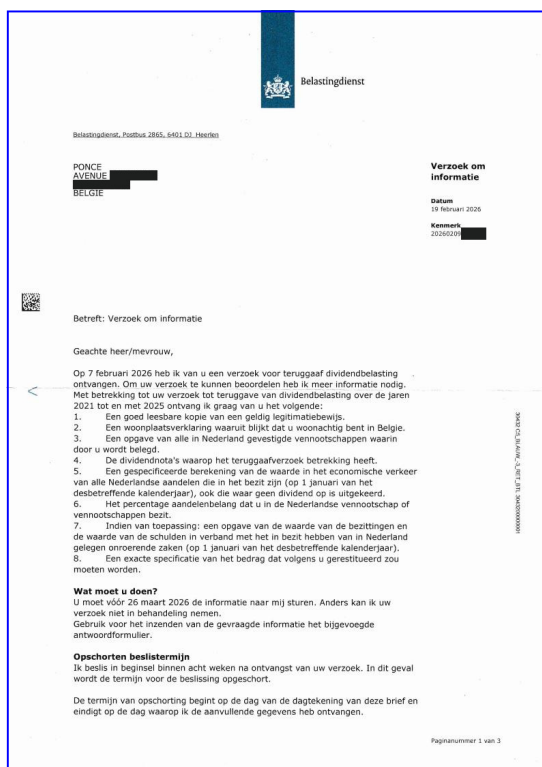 Belastingdienst
Belastingdienst, Postbus 2865, 6401 DJ Heerlen
PONCE
AVENUE
BELGIE
Verzoek om
informatie
Datum
19 februari 2026
Kenmerk
20260209
Betreft: Verzoek om informatie
Geachte heer/mevrouw,
Op 7 februari 2026 heb ik van u een verzoek voor teruggaaf dividendbelasting
ontvangen. Om uw verzoek te kunnen beoordelen heb ik meer informatie nodig.
Met betrekking tot uw verzoek tot teruggave van dividendbelasting over de jaren
2021 tot en met 2025 ontvang ik graag van u het volgende:
1. Een goed leesbare kopie van een geldig legitimatiebewijs.
2. Een woonplaatsverklaring waaruit blijkt dat u woonachtig bent in Belgie.
3. Een opgave van alle in Nederland gevestigde vennootschappen waarin
door u wordt belegd.
4. De dividendnota's waarop het teruggaafverzoek betrekking heeft.
5. Een gespecificeerde berekening van de waarde in het economische verkeer
van alle Nederlandse aandelen die in het bezit zijn (op 1 januari van het
desbetreffende kalenderjaar), ook die waar geen dividend op is uitgekeerd.
6. Het percentage aandelenbelang dat u in de Nederlandse vennootschap of
vennootschappen bezit.
7. Indien van toepassing: een opgave van de waarde van de bezittingen en
de waarde van de schulden in verband met het in bezit hebben van in Nederland
gelegen onroerende zaken (op 1 januari van het desbetreffende kalenderjaar).
8. Een exacte specificatie van het bedrag dat volgens u gerestitueerd zou
moeten worden.
Wat moet u doen?
U moet vóór 26 maart 2026 de informatie naar mij sturen. Anders kan ik uw
verzoek niet in behandeling nemen.
Gebruik voor het inzenden van de gevraagde informatie het bijgevoegde
antwoordformulier.
Opschorten beslistermijn
Ik beslis in beginsel binnen acht weken na ontvangst van uw verzoek. In dit geval
wordt de termijn voor de beslissing opgeschort.
De termijn van opschorting begint op de dag van de dagtekening van deze brief en
eindigt op de dag waarop ik de aanvullende gegevens heb ontvangen.
Paginanummer 1 van 3